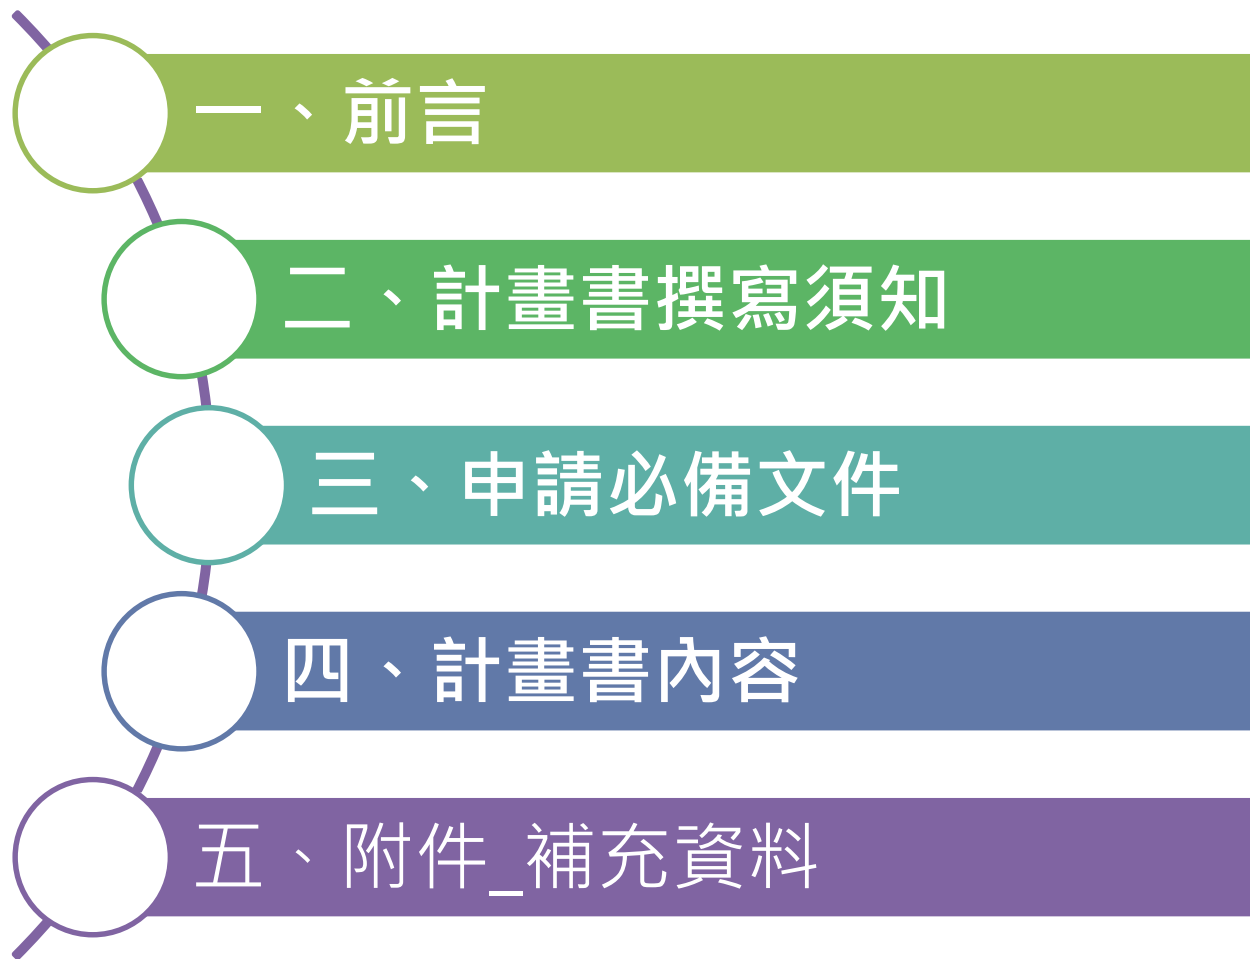 一、前言
二、計畫書撰寫須知
三、申請必備文件
四、計畫書內容
五、附件_補充資料